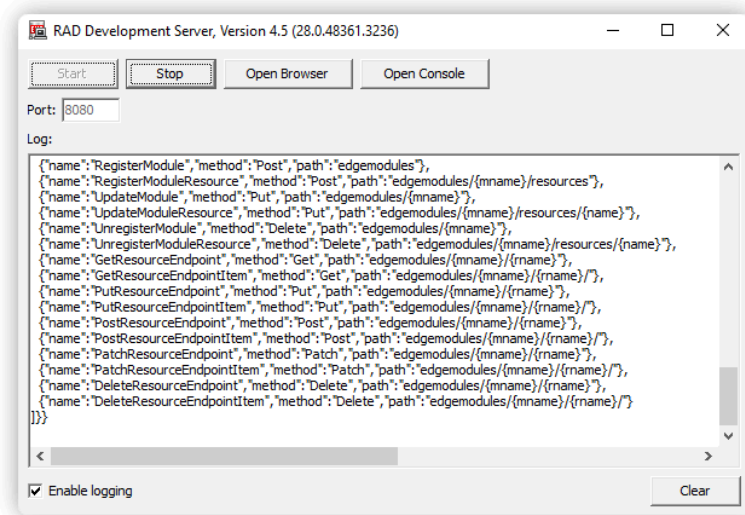 RAD Development Server, Version 4.5 (28.0.48361.3236)
Start Stop Open Browser Open Console
Port: 8080
Log:
{"name":"RegisterModule","method":"Post","path":"edgemodules"},
{"name":"RegisterModuleResource","method":"Post","path":"edgemodules/{mname}/resources"},
{"name":"UpdateModule","method":"Put","path":"edgemodules/{mname}"},
{"name":"UpdateModuleResource","method":"Put","path":"edgemodules/{mname}/resources/{name}"},
{"name":"UnregisterModule","method":"Delete","path":"edgemodules/{mname}"},
{"name":"UnregisterModuleResource","method":"Delete","path":"edgemodules/{mname}/resources/{name}"},
{"name":"GetResourceEndpoint","method":"Get","path":"edgemodules/{mname}/{rname}"},
{"name":"GetResourceEndpointItem","method":"Get","path":"edgemodules/{mname}/{rname}/"},
{"name":"PutResourceEndpoint","method":"Put","path":"edgemodules/{mname}/{rname}"},
{"name":"PutResourceEndpointItem","method":"Put","path":"edgemodules/{mname}/{rname}/"},
{"name":"PostResourceEndpoint","method":"Post","path":"edgemodules/{mname}/{rname}"},
{"name":"PostResourceEndpointItem","method":"Post","path":"edgemodules/{mname}/{rname}/"},
{"name":"PatchResourceEndpoint","method":"Patch","path":"edgemodules/{mname}/{rname}"},
{"name":"PatchResourceEndpointItem","method":"Patch","path":"edgemodules/{mname}/{rname}/"},
{"name":"DeleteResourceEndpoint","method":"Delete","path":"edgemodules/{mname}/{rname}"},
{"name":"DeleteResourceEndpointItem","method":"Delete","path":"edgemodules/{mname}/{rname}/"}
]}}
Enable logging
Clear